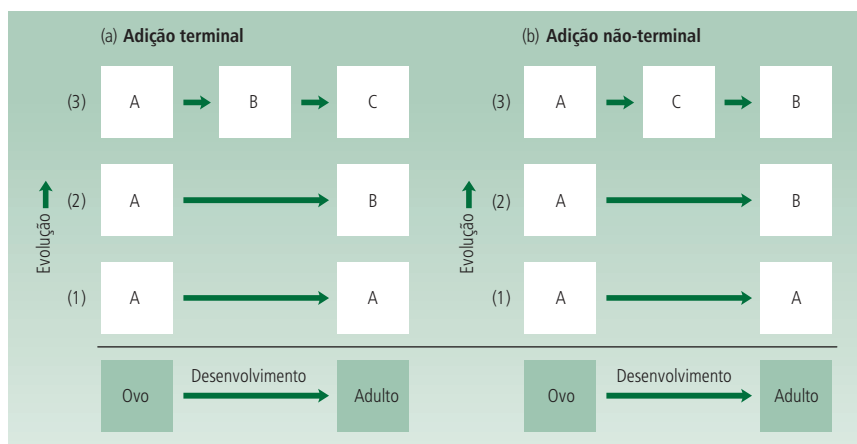 (a) Adição terminal
(3) A B C
(2) A B
(1) A A
Evolução
Ovo Desenvolvimento Adulto
(b) Adição não-terminal
(3) A C B
(2) A B
(1) A A
Evolução
Ovo Desenvolvimento Adulto